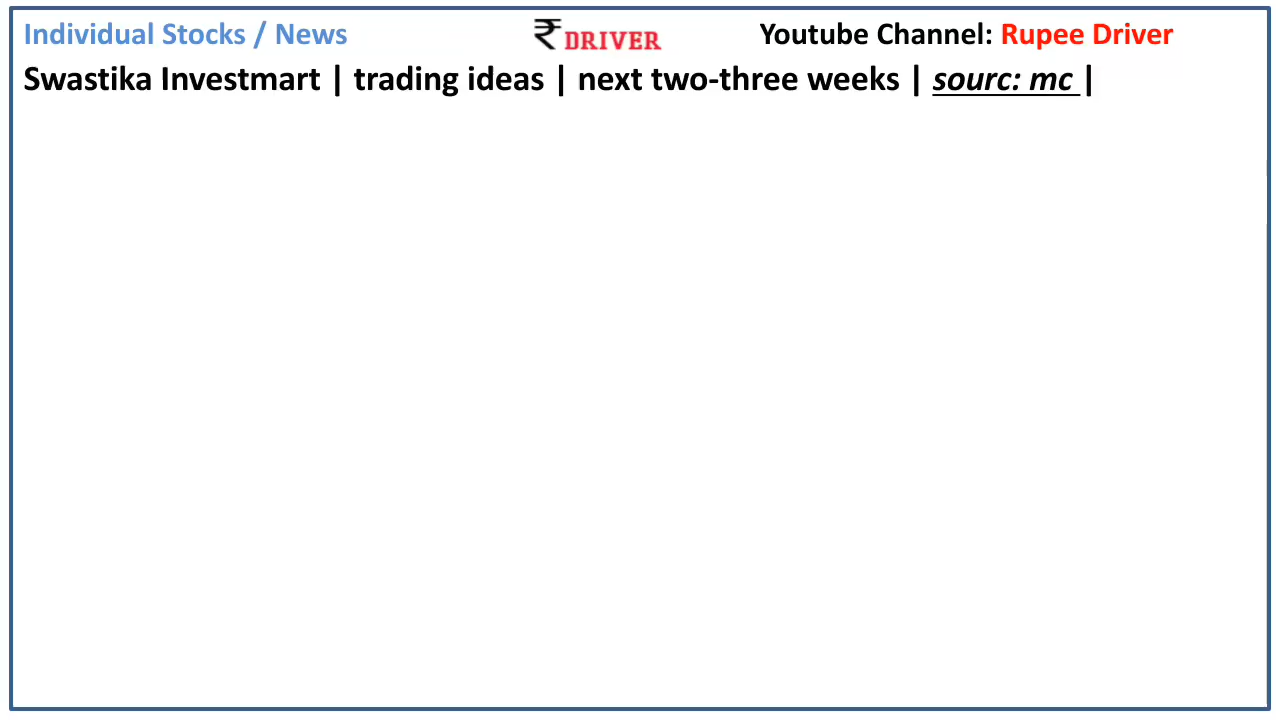 Individual Stocks / News ₹ DRIVER Youtube Channel: Rupee Driver
Swastika Investmart | trading ideas | next two-three weeks | sourc: mc |